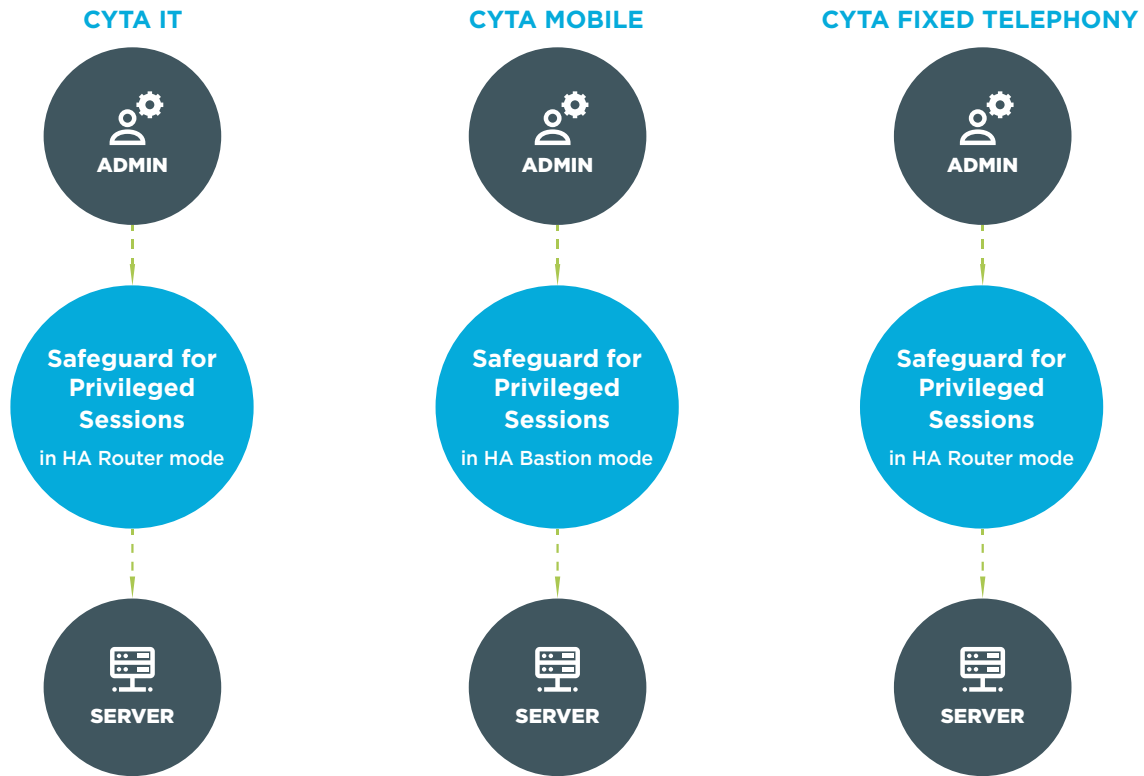 CYTA IT
ADMIN
Safeguard for
Privileged
Sessions
in HA Router mode
SERVER
CYTA MOBILE
ADMIN
Safeguard for
Privileged
Sessions
in HA Bastion mode
SERVER
CYTA FIXED TELEPHONY
ADMIN
Safeguard for
Privileged
Sessions
in HA Router mode
SERVER